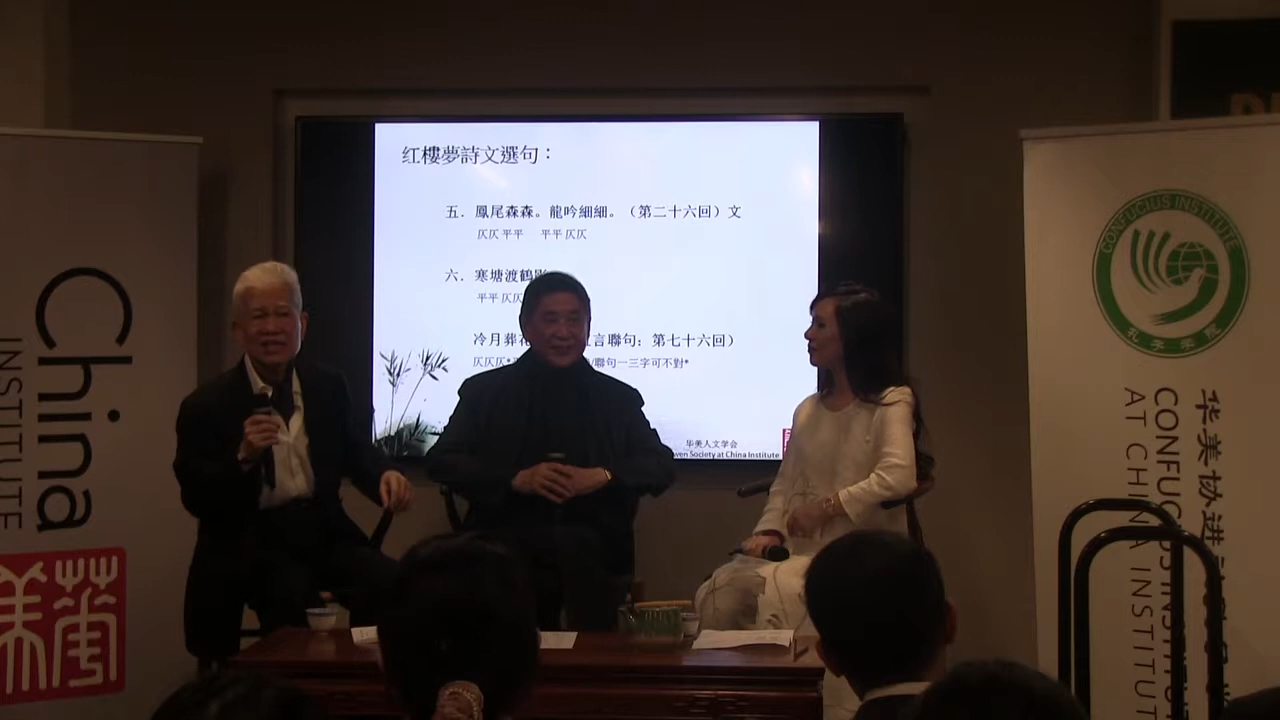 红樓夢詩文選句：
五．鳳尾森森。龍吟細細。（第二十六回）文
仄仄 平平 平平 仄仄
六．寒塘渡鶴影
平平 仄仄
冷月葬花 言聯句：第七十六回）
仄仄仄* 聯句一三字可不對*
华美人文学会
wen Society at China Institute
China
INSTITUTE
華美
CONFUCIUS INSTITUTE
孔子学院
华美协进
CONFUCIUS INSTITUTE
AT CHINA INSTITUTE